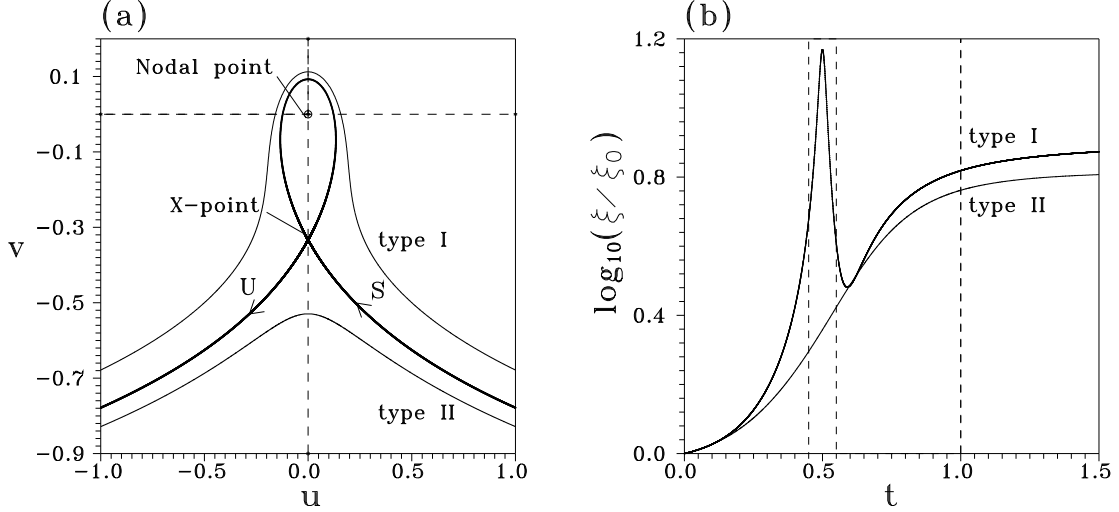 (a)
Nodal point
X-point
type I
U
S
type II
v
0.1
−0.1
−0.3
−0.5
−0.7
−0.9
−1.0
−0.5
0.0
0.5
1.0
u
(b)
1.2
0.8
0.4
0.0
log₁₀(ξ/ξ₀)
type I
type II
0.0
0.5
1.0
1.5
t